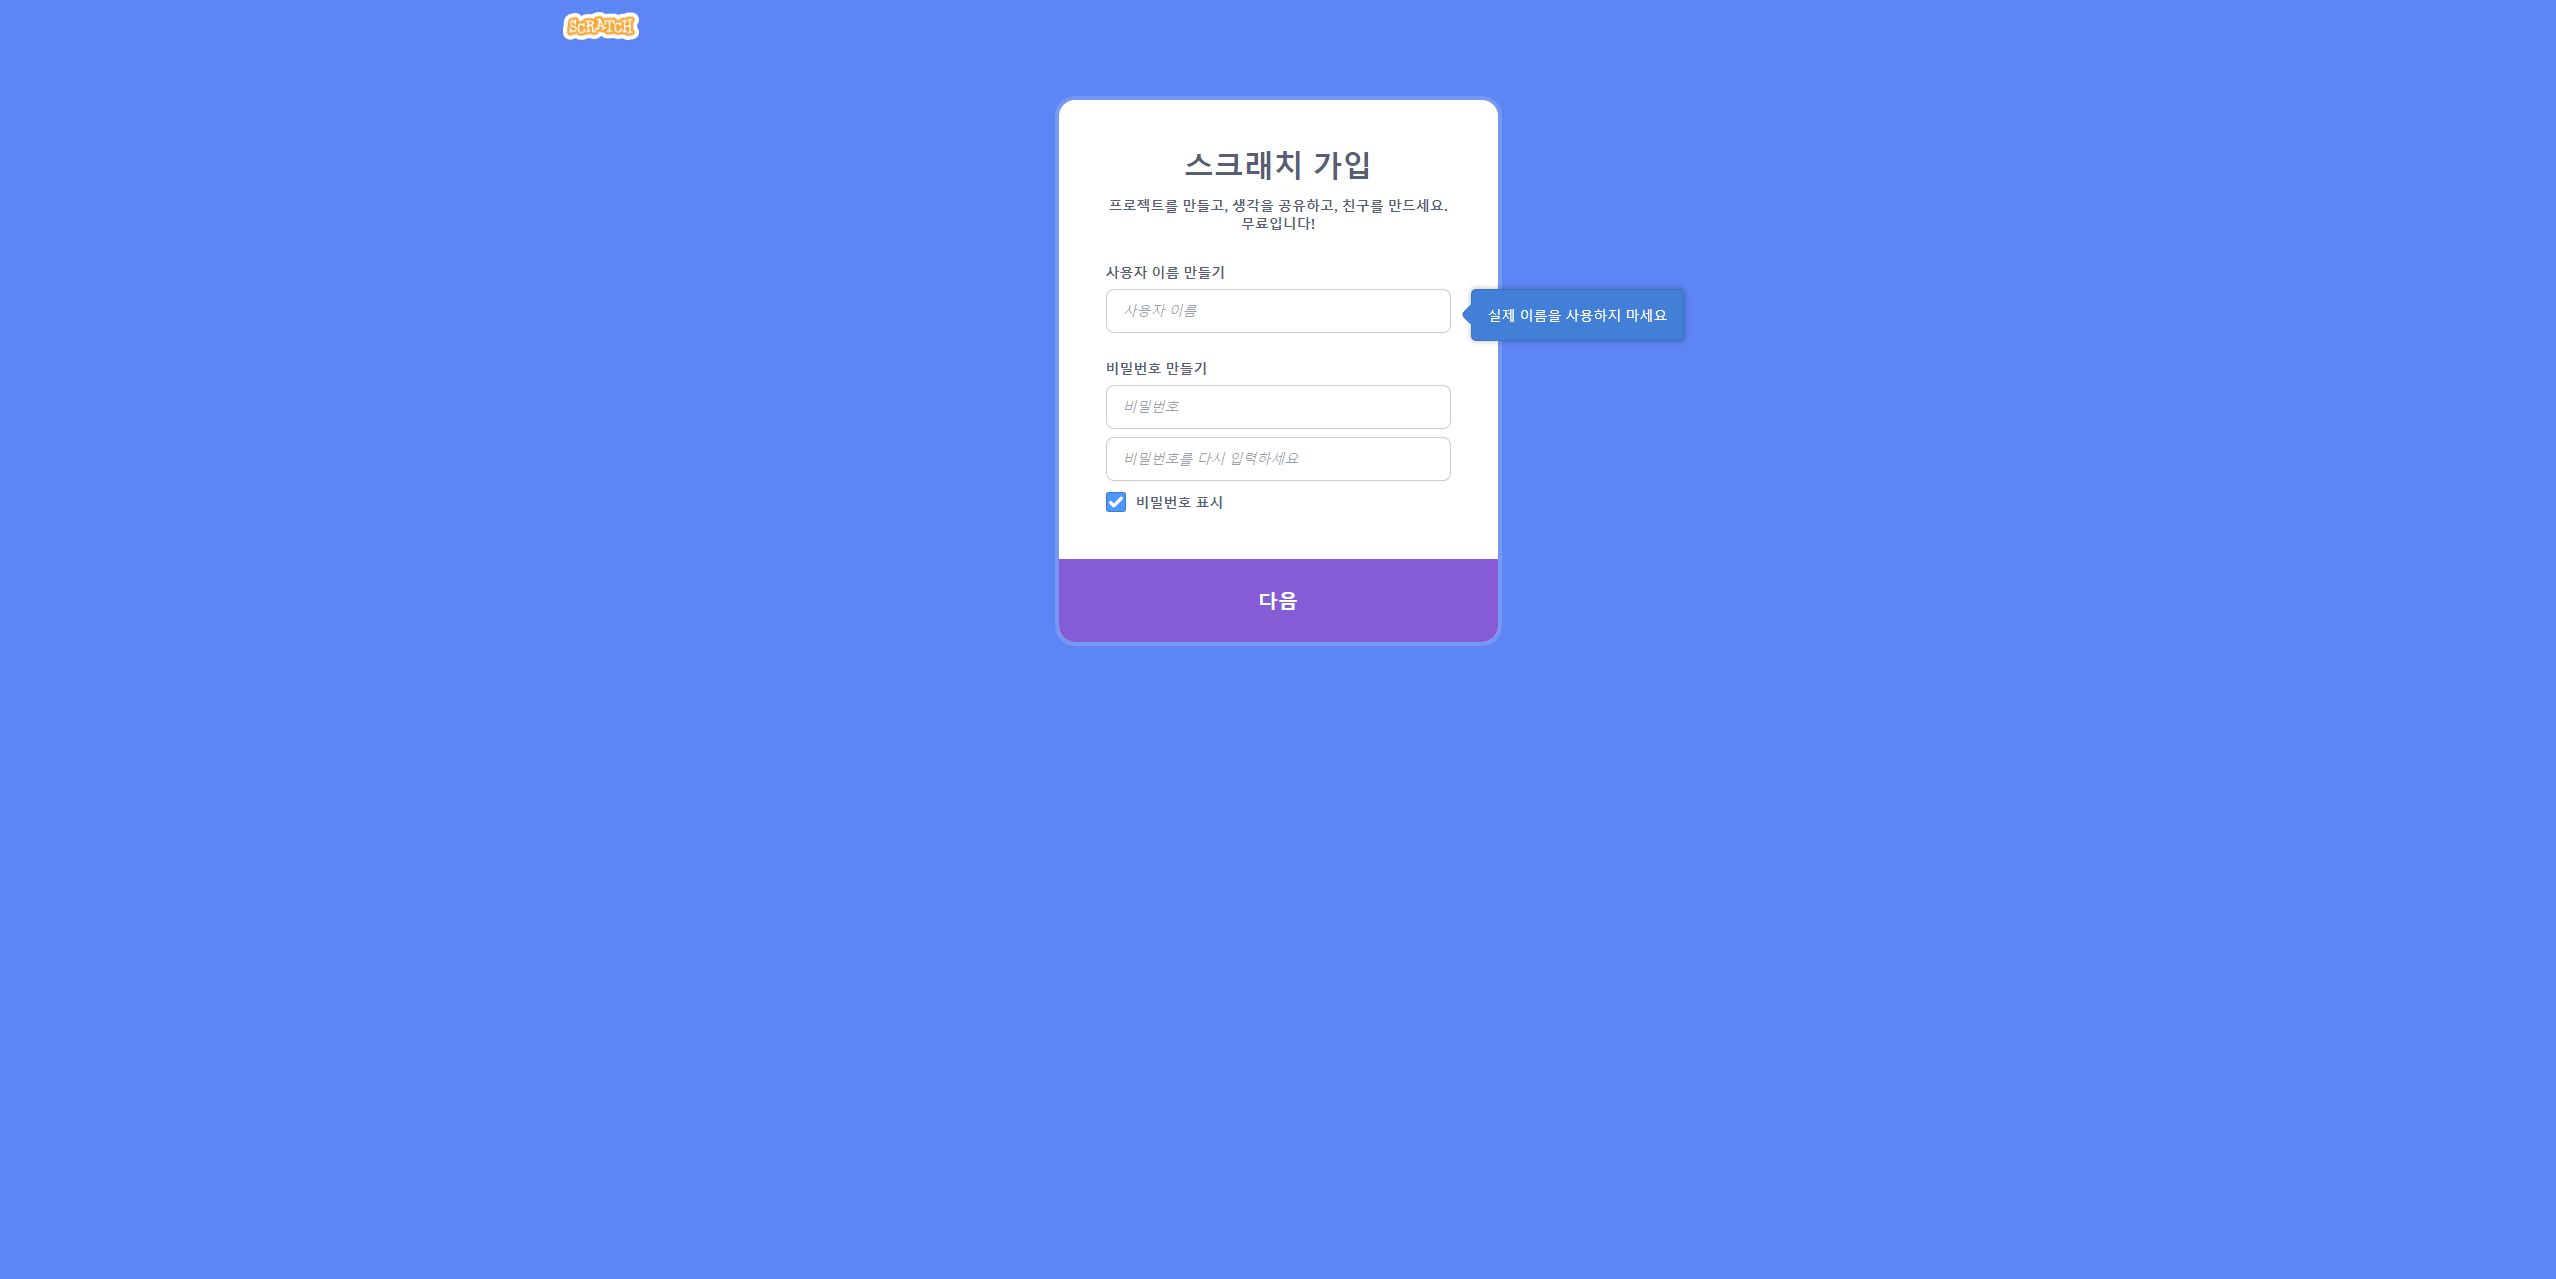 SCRATCH
스크래치 가입
프로젝트를 만들고, 생각을 공유하고, 친구를 만드세요.
무료입니다!
사용자 이름 만들기
사용자 이름
실제 이름을 사용하지 마세요
비밀번호 만들기
비밀번호
비밀번호를 다시 입력하세요
비밀번호 표시
다음